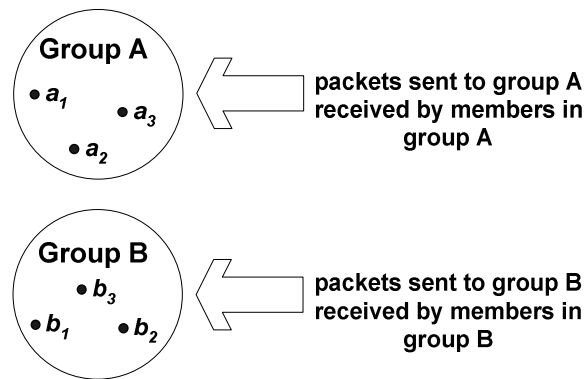 Group A
a1
a3
a2
packets sent to group A
received by members in
group A
Group B
b3
b1
b2
packets sent to group B
received by members in
group B